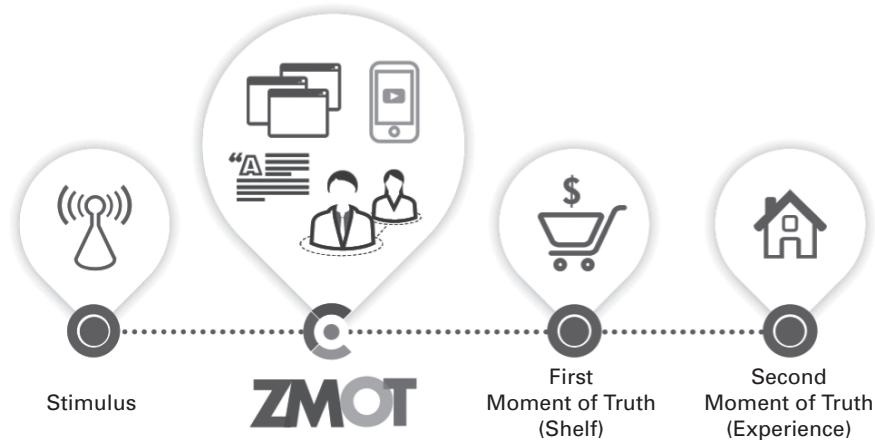 “A
$
Stimulus
ZMOT
First
Moment of Truth
(Shelf)
Second
Moment of Truth
(Experience)